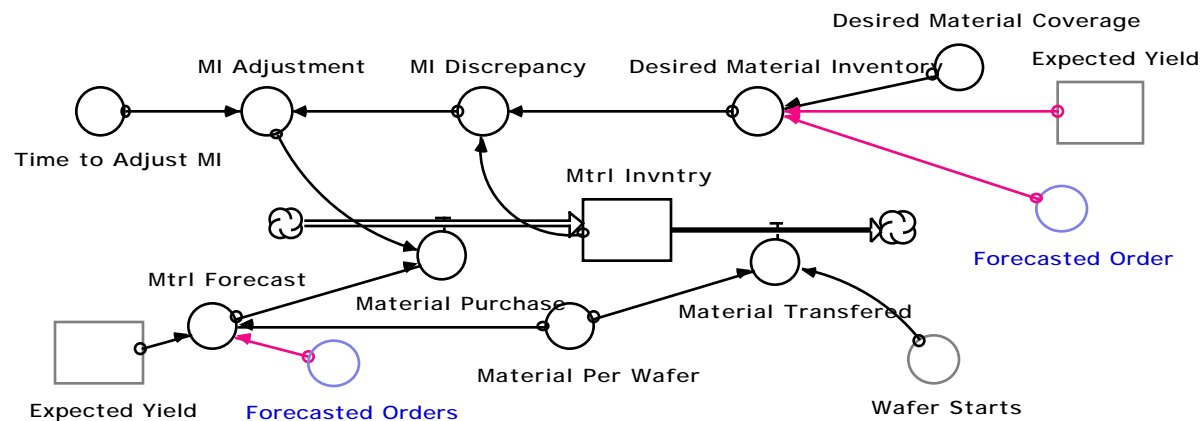 Desired Material Coverage
MI Adjustment
MI Discrepancy
Desired Material Inventory
Expected Yield
Time to Adjust MI
Mtrl Invntry
Forecasted Order
Mtrl Forecast
Material Purchase
Material Transfered
Material Per Wafer
Expected Yield
Forecasted Orders
Wafer Starts